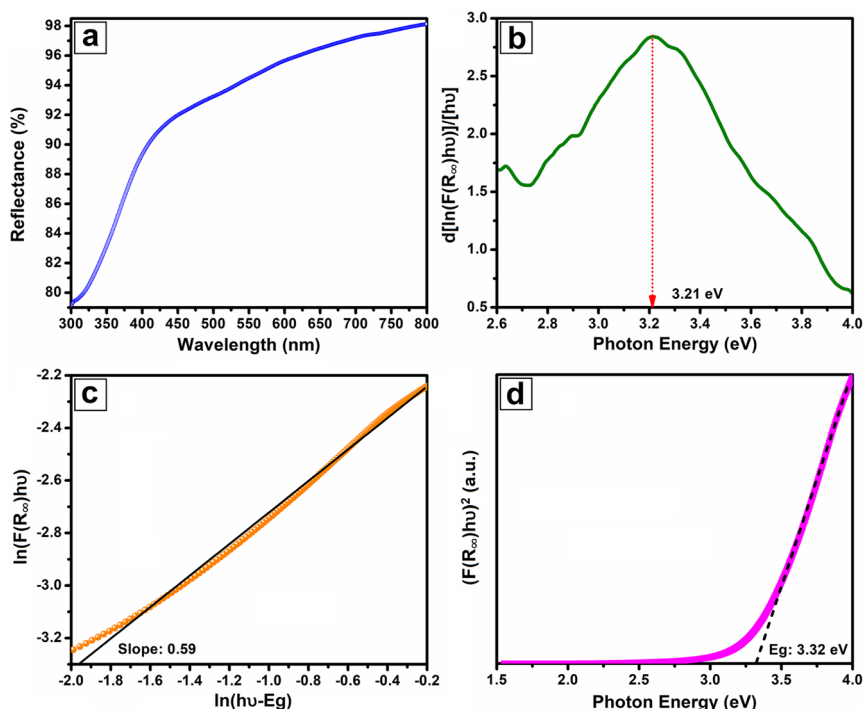 a
98
96
94
92
90
88
86
84
82
80
Reflectance (%)
300 350 400 450 500 550 600 650 700 750 800
Wavelength (nm)
b
3.0
2.5
2.0
1.5
1.0
0.5
d[ln(F(R∞)hυ)]/[hυ]
3.21 eV
2.6 2.8 3.0 3.2 3.4 3.6 3.8 4.0
Photon Energy (eV)
c
-2.2
-2.4
-2.6
-2.8
-3.0
-3.2
ln(F(R∞)hυ)
Slope: 0.59
-2.0 -1.8 -1.6 -1.4 -1.2 -1.0 -0.8 -0.6 -0.4 -0.2
ln(hυ-Eg)
d
(F(R∞)hυ)² (a.u.)
Eg: 3.32 eV
1.5 2.0 2.5 3.0 3.5 4.0
Photon Energy (eV)